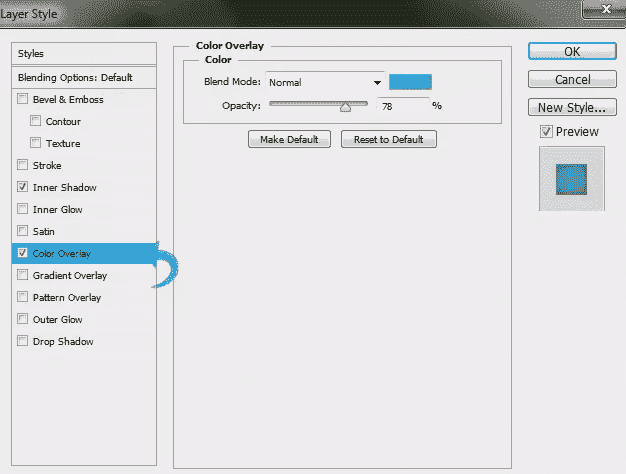 Layer Style
Styles
Blending Options: Default
Bevel & Emboss
Contour
Texture
Stroke
Inner Shadow
Inner Glow
Satin
Color Overlay
Gradient Overlay
Pattern Overlay
Outer Glow
Drop Shadow
Color Overlay
Color
Blend Mode: Normal
Opacity: 78 %
Make Default Reset to Default
OK
Cancel
New Style...
Preview